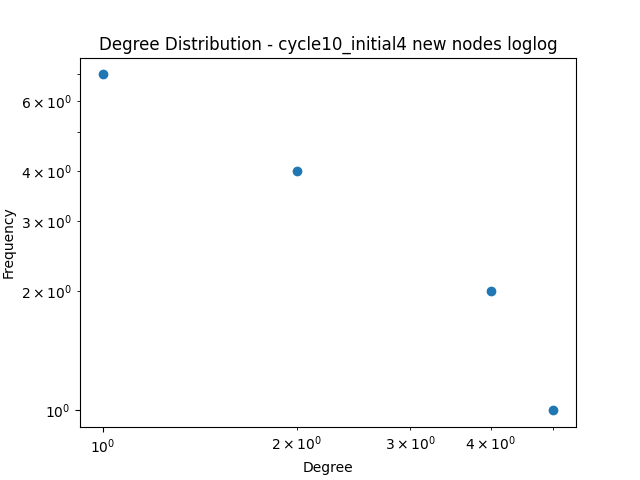 Degree Distribution - cycle10_initial4 new nodes loglog
6 × 10⁰
4 × 10⁰
3 × 10⁰
2 × 10⁰
10⁰
Frequency
10⁰
2 × 10⁰
3 × 10⁰
4 × 10⁰
Degree